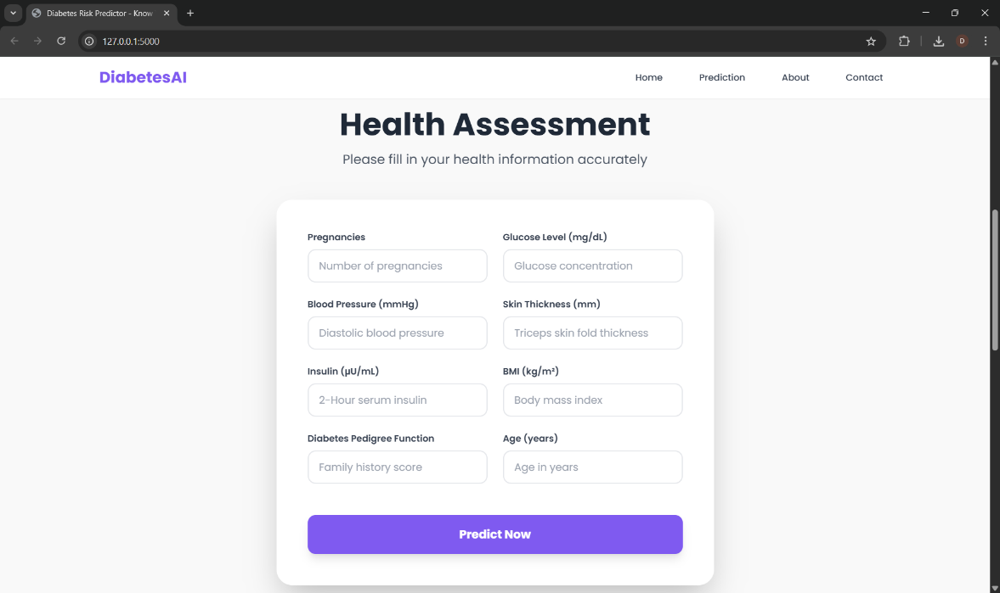 Diabetes Risk Predictor - Know
127.0.0.1:5000
D
DiabetesAI
Home Prediction About Contact
Health Assessment
Please fill in your health information accurately
Pregnancies Glucose Level (mg/dL)
Number of pregnancies Glucose concentration
Blood Pressure (mmHg) Skin Thickness (mm)
Diastolic blood pressure Triceps skin fold thickness
Insulin (μU/mL) BMI (kg/m²)
2-Hour serum insulin Body mass index
Diabetes Pedigree Function Age (years)
Family history score Age in years
Predict Now